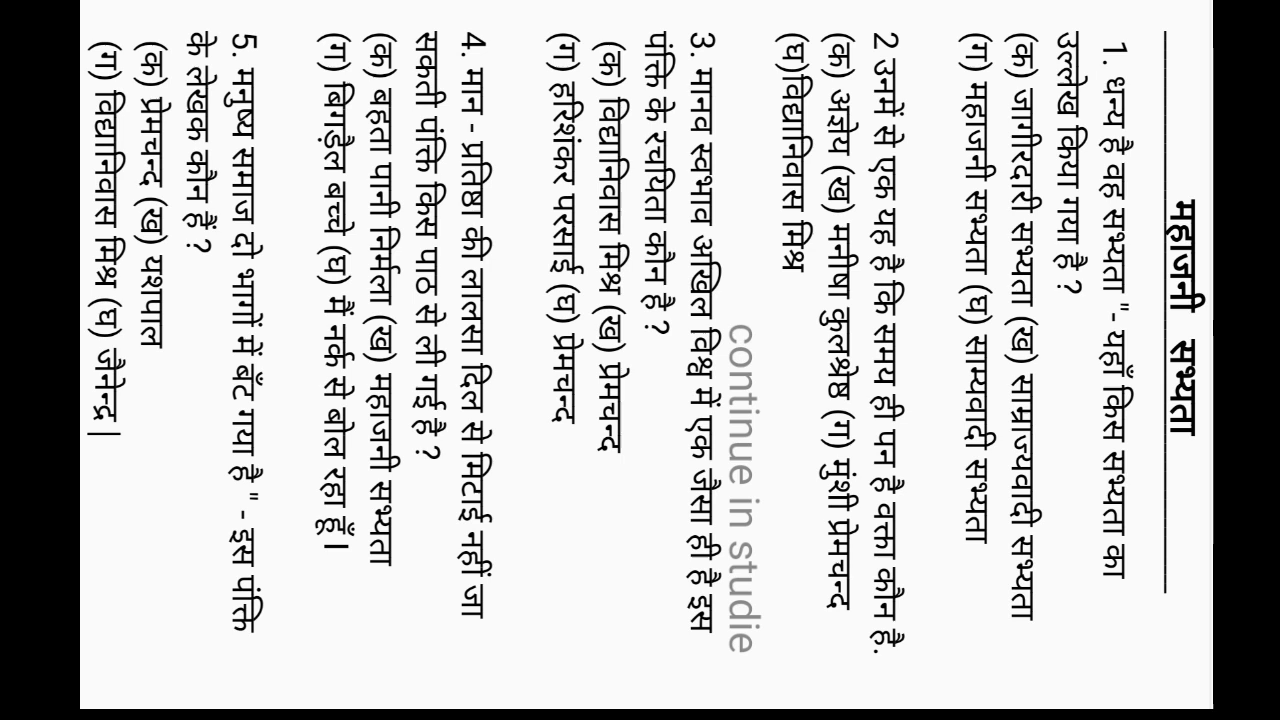 महाजनी सभ्यता
1. धन्य है वह सभ्यता "- यहाँ किस सभ्यता का
उल्लेख किया गया है ?
(क) जागीरदारी सभ्यता (ख) साम्राज्यवादी सभ्यता
(ग) महाजनी सभ्यता (घ) साम्यवादी सभ्यता
2 उनमें से एक यह है कि समय ही धन है वक्ता कौन है.
(क) अज्ञेय (ख) मनीषा कुलश्रेष्ठ (ग) मुंशी प्रेमचन्द
(घ)विद्यानिवास मिश्र
continue in studie
3. मानव स्वभाव अखिल विश्व में एक जैसा ही है इस
पंक्ति के रचयिता कौन है ?
(क) विद्यानिवास मिश्र (ख) प्रेमचन्द
(ग) हरिशंकर परसाई (घ) प्रेमचन्द
4. मान - प्रतिष्ठा की लालसा दिल से मिटाई नहीं जा
सकती पंक्ति किस पाठ से ली गई है ?
(क) बहता पानी निर्मला (ख) महाजनी सभ्यता
(ग) बिगड़ैल बच्चे (घ) मैं नर्क से बोल रहा हूँ।
5. मनुष्य समाज दो भागों में बँट गया है " - इस पंक्ति
के लेखक कौन हैं ?
(क) प्रेमचन्द (ख) यशपाल
(ग) विद्यानिवास मिश्र (घ) जैनेन्द्र|